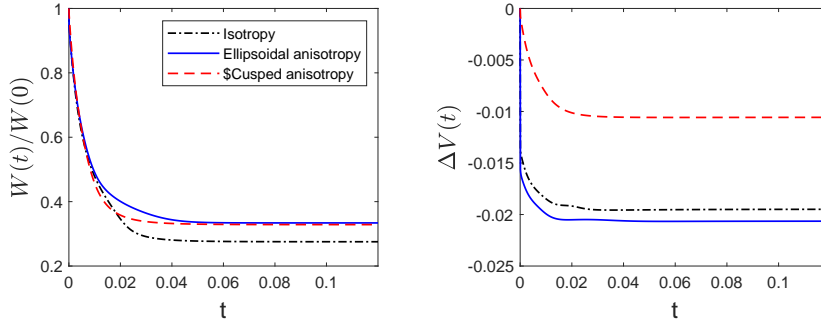 1
0.8
0.6
0.4
0.2
W(t)/W(0)
0 0.02 0.04 0.06 0.08 0.1
t
Isotropy
Ellipsoidal anisotropy
$Cusped anisotropy
0
-0.005
-0.01
-0.015
-0.02
-0.025
ΔV(t)
0 0.02 0.04 0.06 0.08 0.1
t